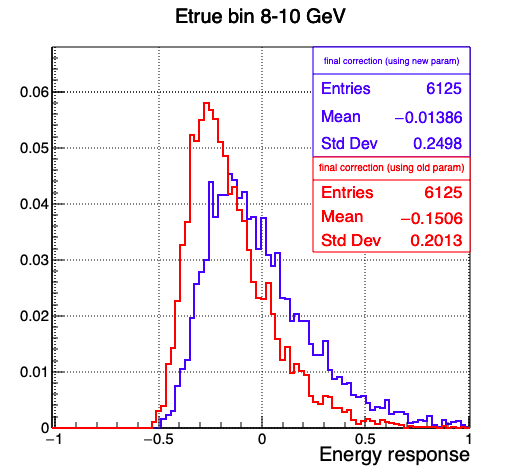 Etrue bin 8-10 GeV
final correction (using new param)
Entries 6125
Mean −0.01386
Std Dev 0.2498
final correction (using old param)
Entries 6125
Mean −0.1506
Std Dev 0.2013
0.06
0.05
0.04
0.03
0.02
0.01
0
−1 −0.5 0 0.5 1
Energy response